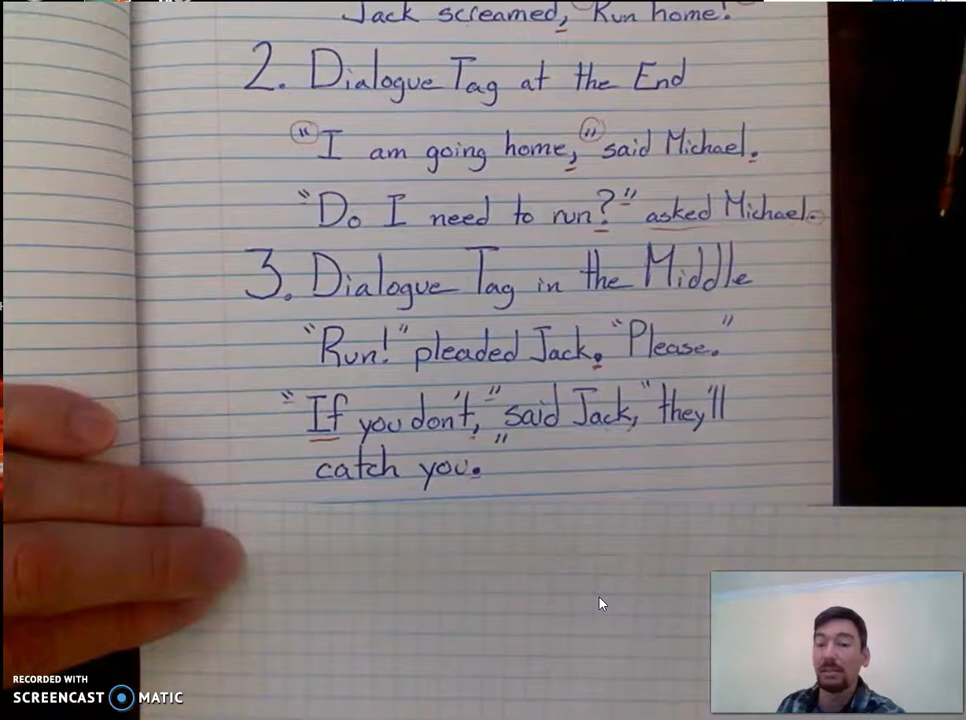 Jack screamed, "Run home!"
2. Dialogue Tag at the End
"I am going home," said Michael.
"Do I need to run?" asked Michael.
3. Dialogue Tag in the Middle
"Run!" pleaded Jack. "Please."
"If you don't," said Jack, "they'll
catch you."
RECORDED WITH
SCREENCAST MATIC